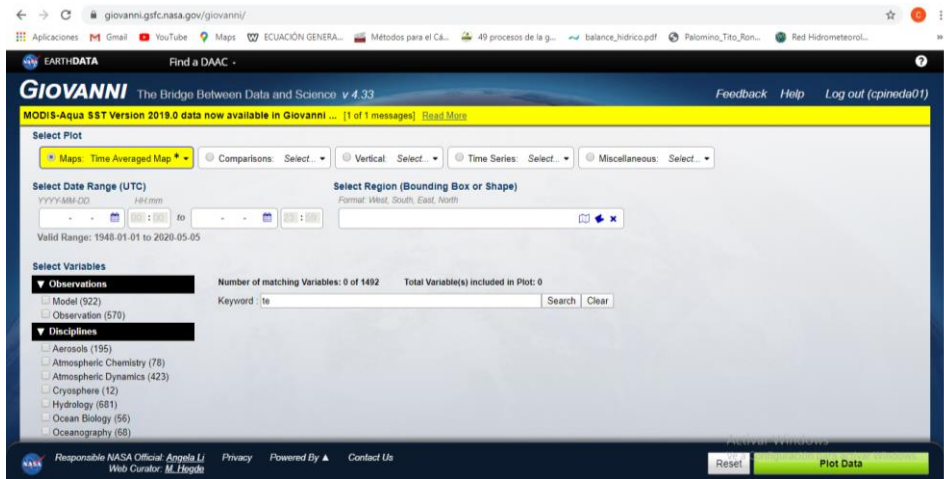 giovanni.gsfc.nasa.gov/giovanni/
Aplicaciones Gmail YouTube Maps ECUACIÓN GENERA... Métodos para el Cá... 49 procesos de la g... balance_hidrico.pdf Palomino_Tito_Ron... Red Hidrometeorol... »
EARTHDATA Find a DAAC
GIOVANNI The Bridge Between Data and Science v 4.33 Feedback Help Log out (cpineda01)
MODIS-Aqua SST Version 2019.0 data now available in Giovanni ... [1 of 1 messages] Read More
Select Plot
Maps: Time Averaged Map * Comparisons: Select... Vertical: Select... Time Series: Select... Miscellaneous: Select...
Select Date Range (UTC) Select Region (Bounding Box or Shape)
YYYY-MM-DD HH:mm Format: West, South, East, North
- - 00 : 00 to - - 23 : 59
Valid Range: 1948-01-01 to 2020-05-05
Select Variables
▼ Observations Number of matching Variables: 0 of 1492 Total Variable(s) included in Plot: 0
Model (922) Keyword : te Search Clear
Observation (570)
▼ Disciplines
Aerosols (195)
Atmospheric Chemistry (78)
Atmospheric Dynamics (423)
Cryosphere (12)
Hydrology (681)
Ocean Biology (56)
Oceanography (68)
Activar Windows
Responsible NASA Official: Angela Li Privacy Powered By ▲ Contact Us Reset Plot Data
Web Curator: M. Hegde